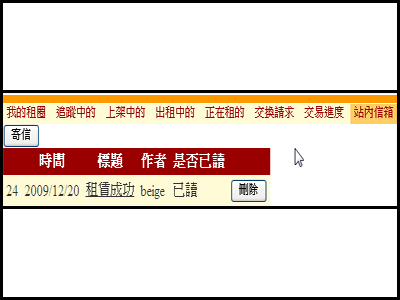 我的租圈 追蹤中的 上架中的 出租中的 正在租的 交換請求 交易進度 站內信箱
寄信
時間 標題 作者 是否已讀
24 2009/12/20 租賃成功 beige 已讀 刪除